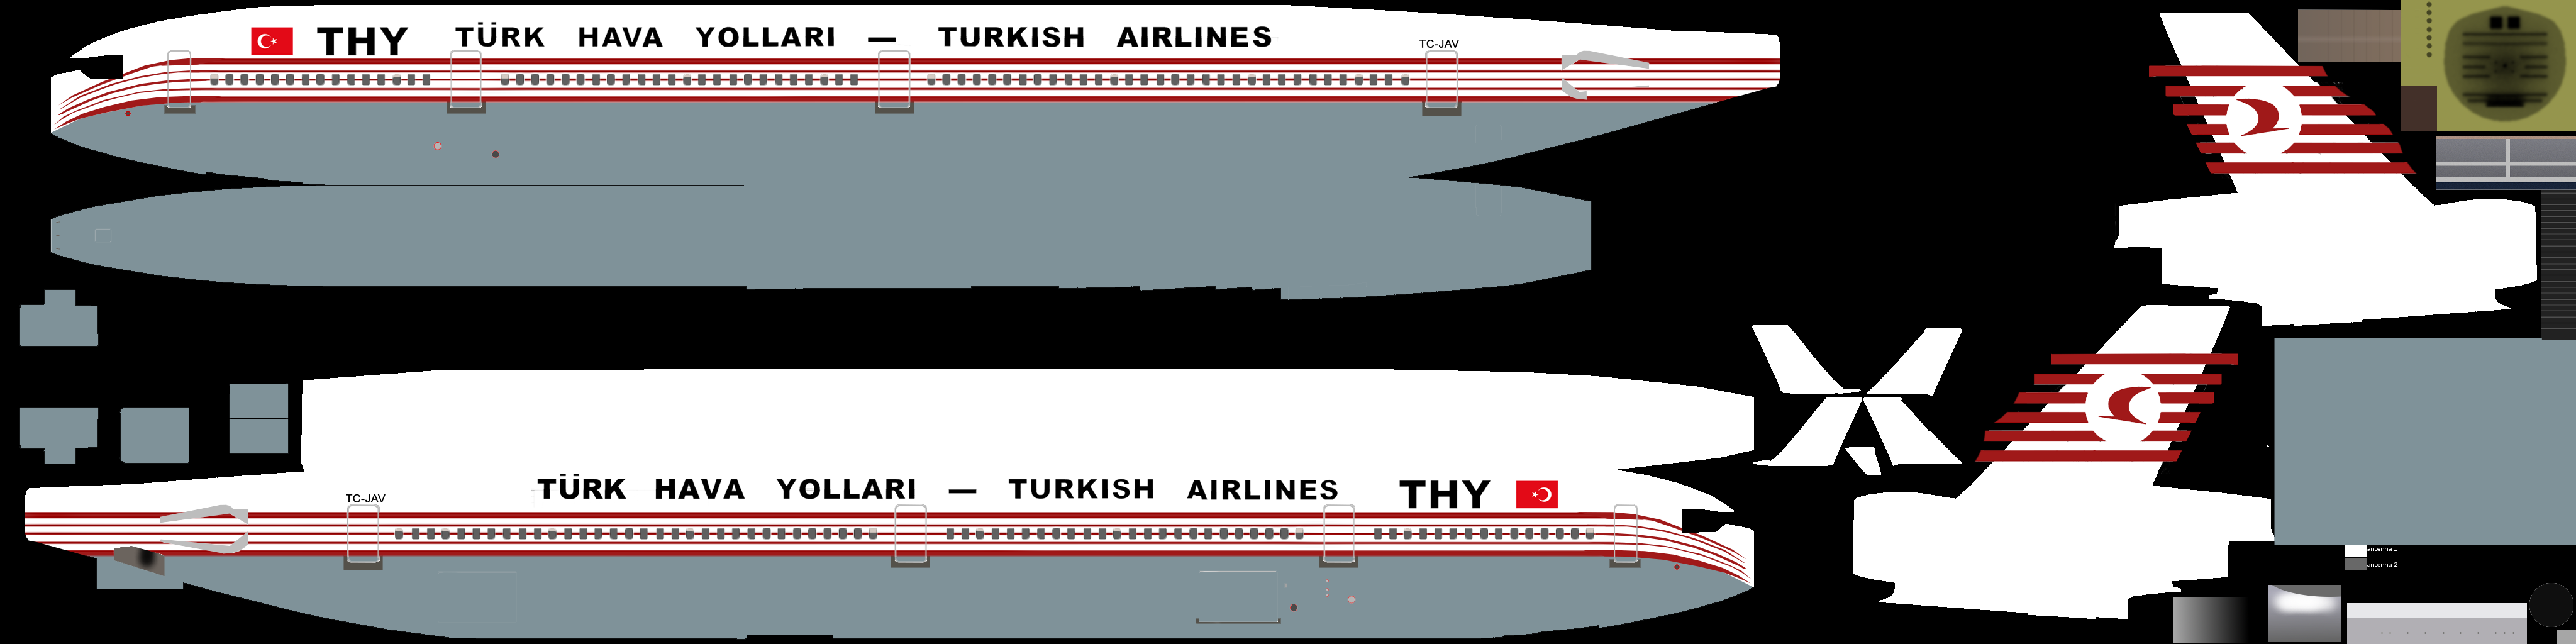 THY TÜRK HAVA YOLLARI — TURKISH AIRLINES
TC-JAV
TÜRK HAVA YOLLARI — TURKISH AIRLINES THY
TC-JAV
antenna 1
antenna 2